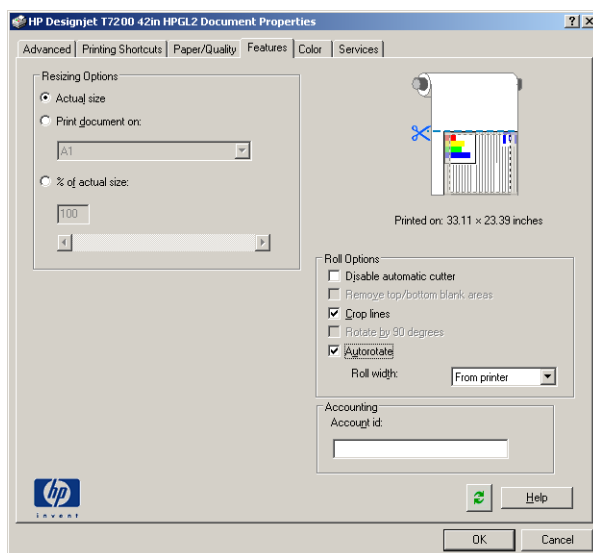 HP Designjet T7200 42in HPGL2 Document Properties
Advanced Printing Shortcuts Paper/Quality Features Color Services
Resizing Options
Actual size
Print document on:
A1
% of actual size:
100
Printed on: 33.11 × 23.39 inches
Roll Options
Disable automatic cutter
Remove top/bottom blank areas
Crop lines
Rotate by 90 degrees
Autorotate
Roll width: From printer
Accounting
Account id:
hp
invent
Help
OK Cancel